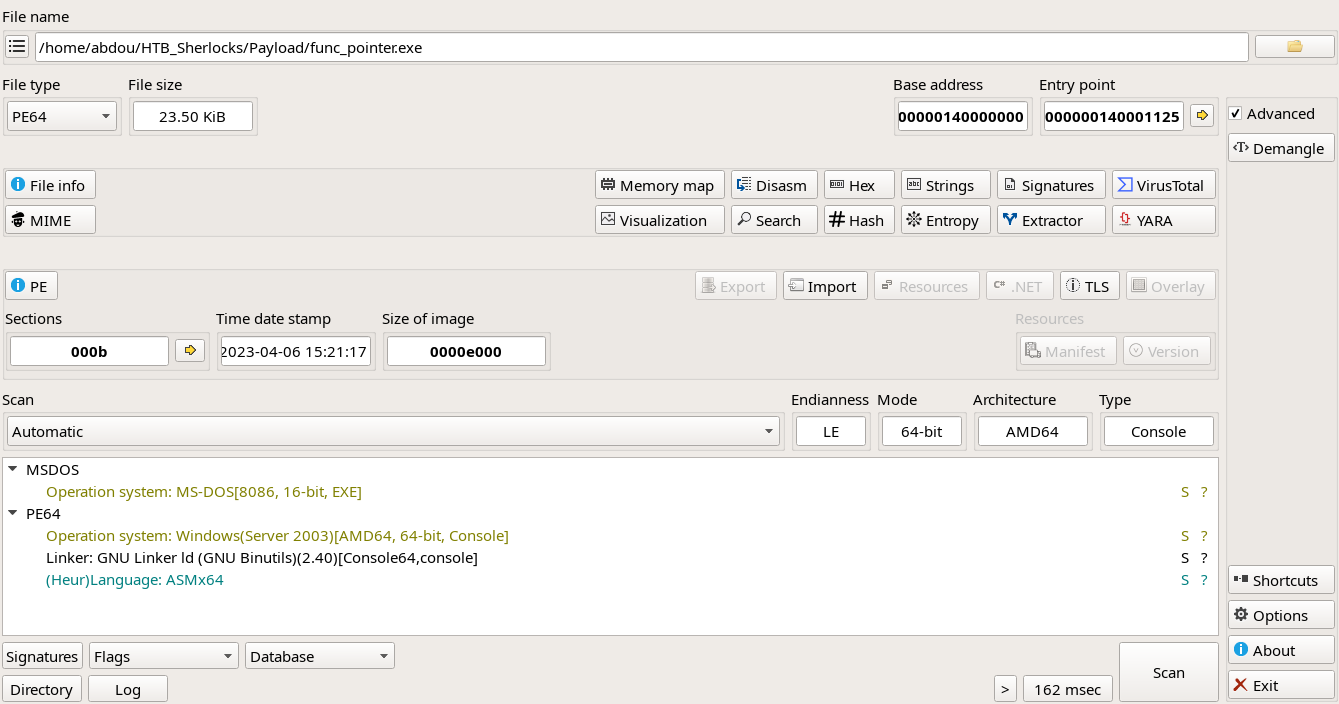 File name
/home/abdou/HTB_Sherlocks/Payload/func_pointer.exe
File type File size Base address Entry point
PE64 23.50 KiB 00000140000000 000000140001125 Advanced
Demangle
File info Memory map Disasm Hex Strings Signatures VirusTotal
MIME Visualization Search Hash Entropy Extractor YARA
PE Export Import Resources .NET TLS Overlay
Sections Time date stamp Size of image Resources
000b 2023-04-06 15:21:17 0000e000 Manifest Version
Scan Endianness Mode Architecture Type
Automatic LE 64-bit AMD64 Console
MSDOS
Operation system: MS-DOS[8086, 16-bit, EXE] S ?
PE64
Operation system: Windows(Server 2003)[AMD64, 64-bit, Console] S ?
Linker: GNU Linker ld (GNU Binutils)(2.40)[Console64,console] S ?
(Heur)Language: ASMx64 S ?
Shortcuts
Options
Signatures Flags Database Scan About
Directory Log > 162 msec Exit